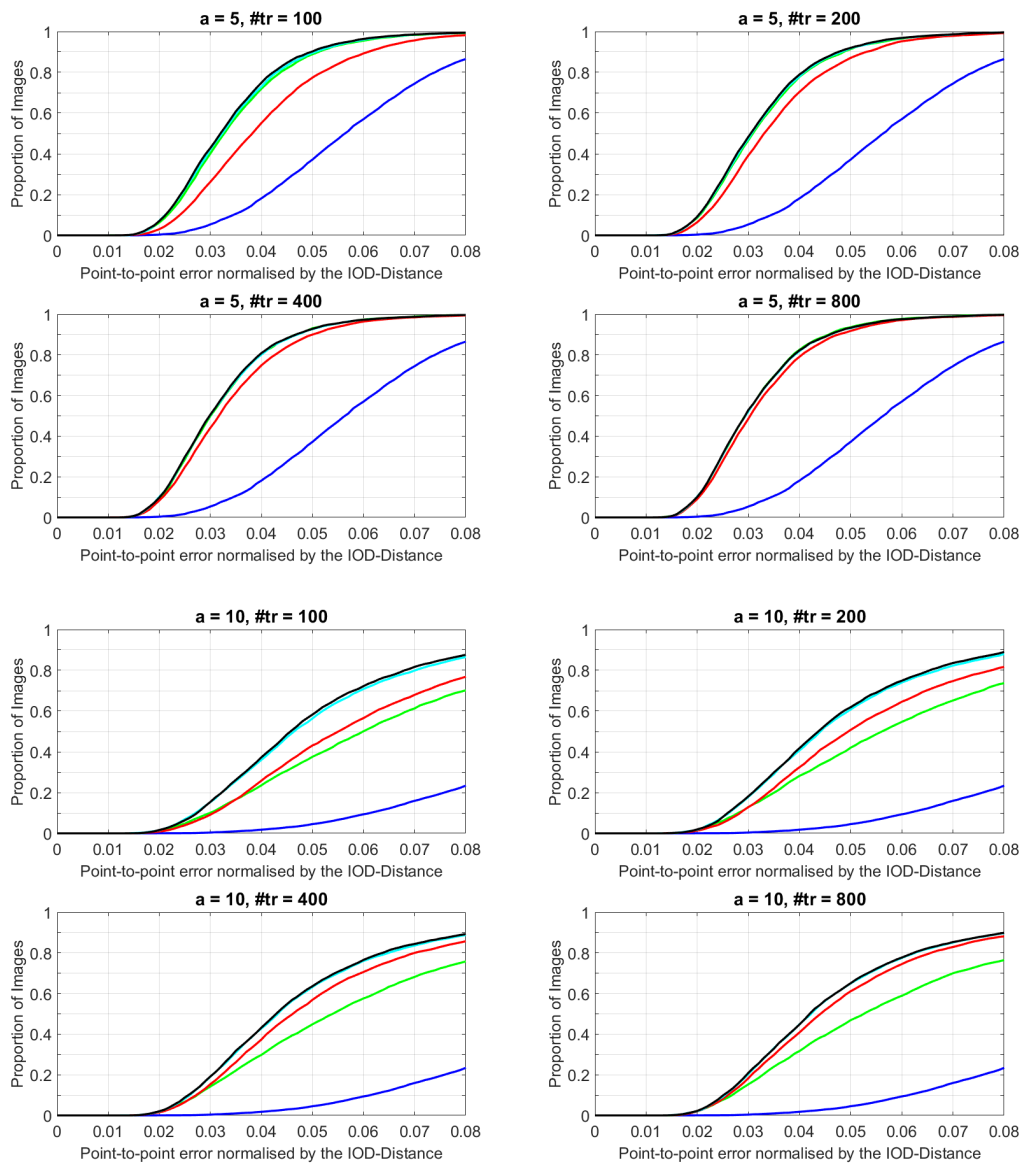 a = 5, #tr = 100
Proportion of Images
1
0.8
0.6
0.4
0.2
0
0 0.01 0.02 0.03 0.04 0.05 0.06 0.07 0.08
Point-to-point error normalised by the IOD-Distance
a = 5, #tr = 200
Proportion of Images
1
0.8
0.6
0.4
0.2
0
0 0.01 0.02 0.03 0.04 0.05 0.06 0.07 0.08
Point-to-point error normalised by the IOD-Distance
a = 5, #tr = 400
Proportion of Images
1
0.8
0.6
0.4
0.2
0
0 0.01 0.02 0.03 0.04 0.05 0.06 0.07 0.08
Point-to-point error normalised by the IOD-Distance
a = 5, #tr = 800
Proportion of Images
1
0.8
0.6
0.4
0.2
0
0 0.01 0.02 0.03 0.04 0.05 0.06 0.07 0.08
Point-to-point error normalised by the IOD-Distance
a = 10, #tr = 100
Proportion of Images
1
0.8
0.6
0.4
0.2
0
0 0.01 0.02 0.03 0.04 0.05 0.06 0.07 0.08
Point-to-point error normalised by the IOD-Distance
a = 10, #tr = 200
Proportion of Images
1
0.8
0.6
0.4
0.2
0
0 0.01 0.02 0.03 0.04 0.05 0.06 0.07 0.08
Point-to-point error normalised by the IOD-Distance
a = 10, #tr = 400
Proportion of Images
1
0.8
0.6
0.4
0.2
0
0 0.01 0.02 0.03 0.04 0.05 0.06 0.07 0.08
Point-to-point error normalised by the IOD-Distance
a = 10, #tr = 800
Proportion of Images
1
0.8
0.6
0.4
0.2
0
0 0.01 0.02 0.03 0.04 0.05 0.06 0.07 0.08
Point-to-point error normalised by the IOD-Distance